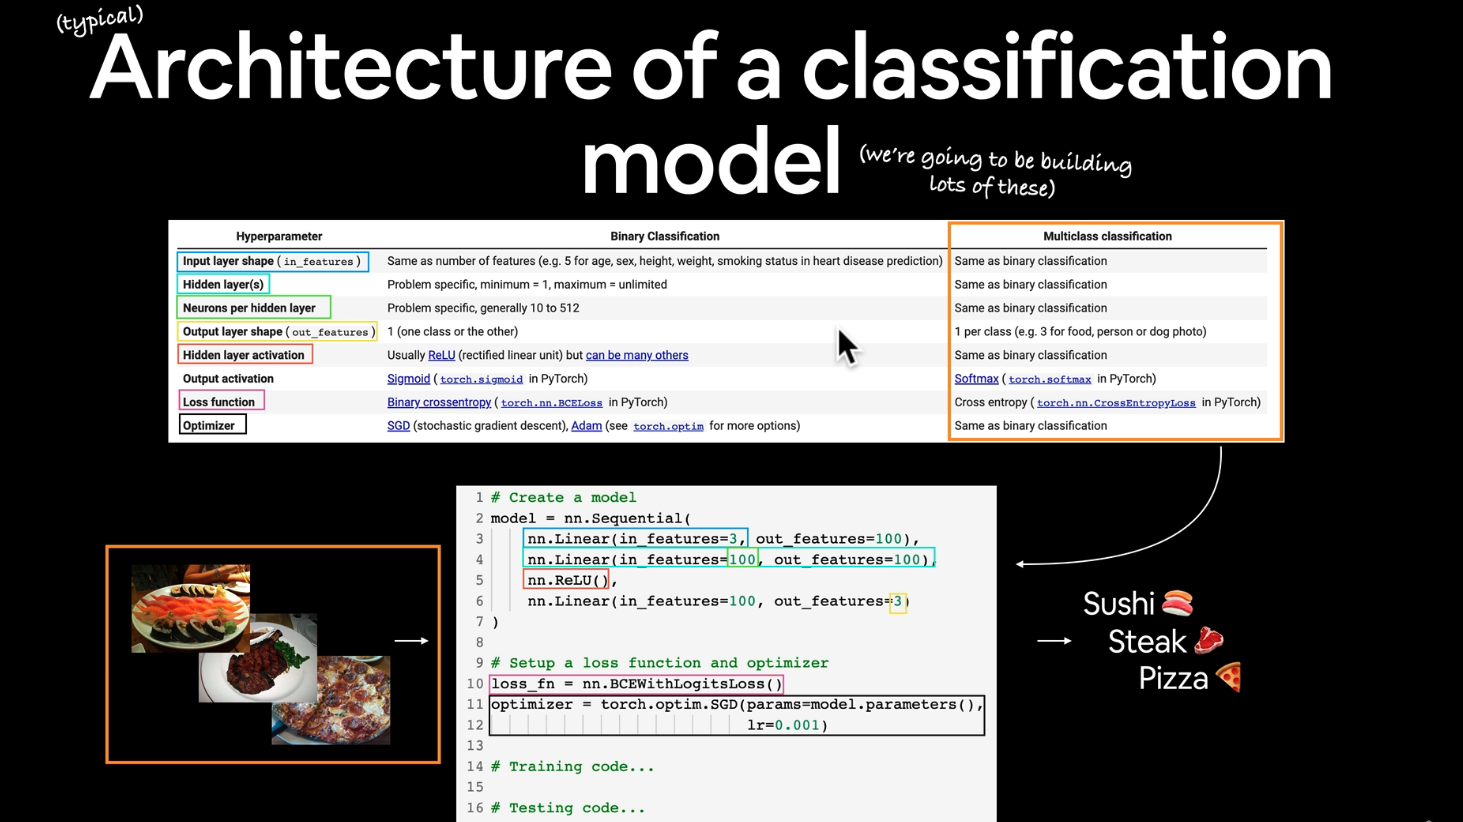 (typical)
Architecture of a classification
model
(we're going to be building
lots of these)
Hyperparameter Binary Classification Multiclass classification
Input layer shape (in_features) Same as number of features (e.g. 5 for age, sex, height, weight, smoking status in heart disease prediction) Same as binary classification
Hidden layer(s) Problem specific, minimum = 1, maximum = unlimited Same as binary classification
Neurons per hidden layer Problem specific, generally 10 to 512 Same as binary classification
Output layer shape (out_features) 1 (one class or the other) 1 per class (e.g. 3 for food, person or dog photo)
Hidden layer activation Usually ReLU (rectified linear unit) but can be many others Same as binary classification
Output activation Sigmoid (torch.sigmoid in PyTorch) Softmax (torch.softmax in PyTorch)
Loss function Binary crossentropy (torch.nn.BCELoss in PyTorch) Cross entropy (torch.nn.CrossEntropyLoss in PyTorch)
Optimizer SGD (stochastic gradient descent), Adam (see torch.optim for more options) Same as binary classification
1 # Create a model
2 model = nn.Sequential(
3 nn.Linear(in_features=3, out_features=100),
4 nn.Linear(in_features=100, out_features=100),
5 nn.ReLU(),
6 nn.Linear(in_features=100, out_features=3)
7 )
8
9 # Setup a loss function and optimizer
10 loss_fn = nn.BCEWithLogitsLoss()
11 optimizer = torch.optim.SGD(params=model.parameters(),
12 lr=0.001)
13
14 # Training code...
15
16 # Testing code...
Sushi 🍣
Steak 🥩
Pizza 🍕